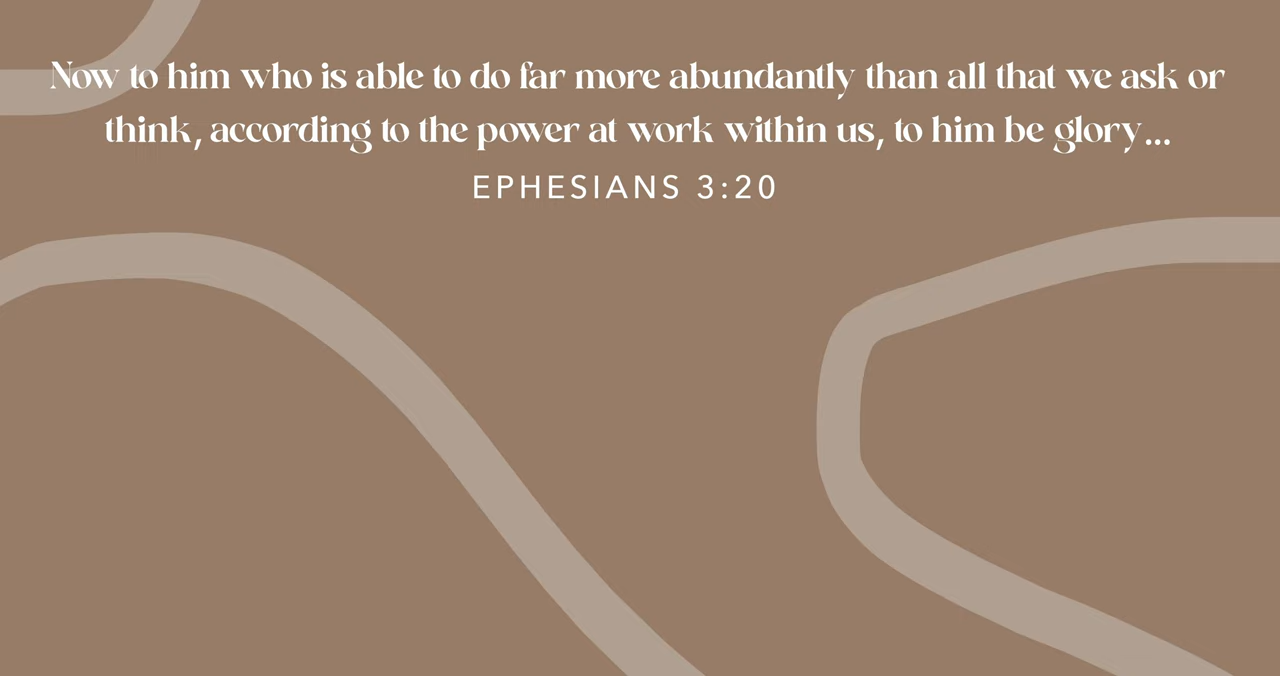 Now to him who is able to do far more abundantly than all that we ask or
think, according to the power at work within us, to him be glory...
EPHESIANS 3:20